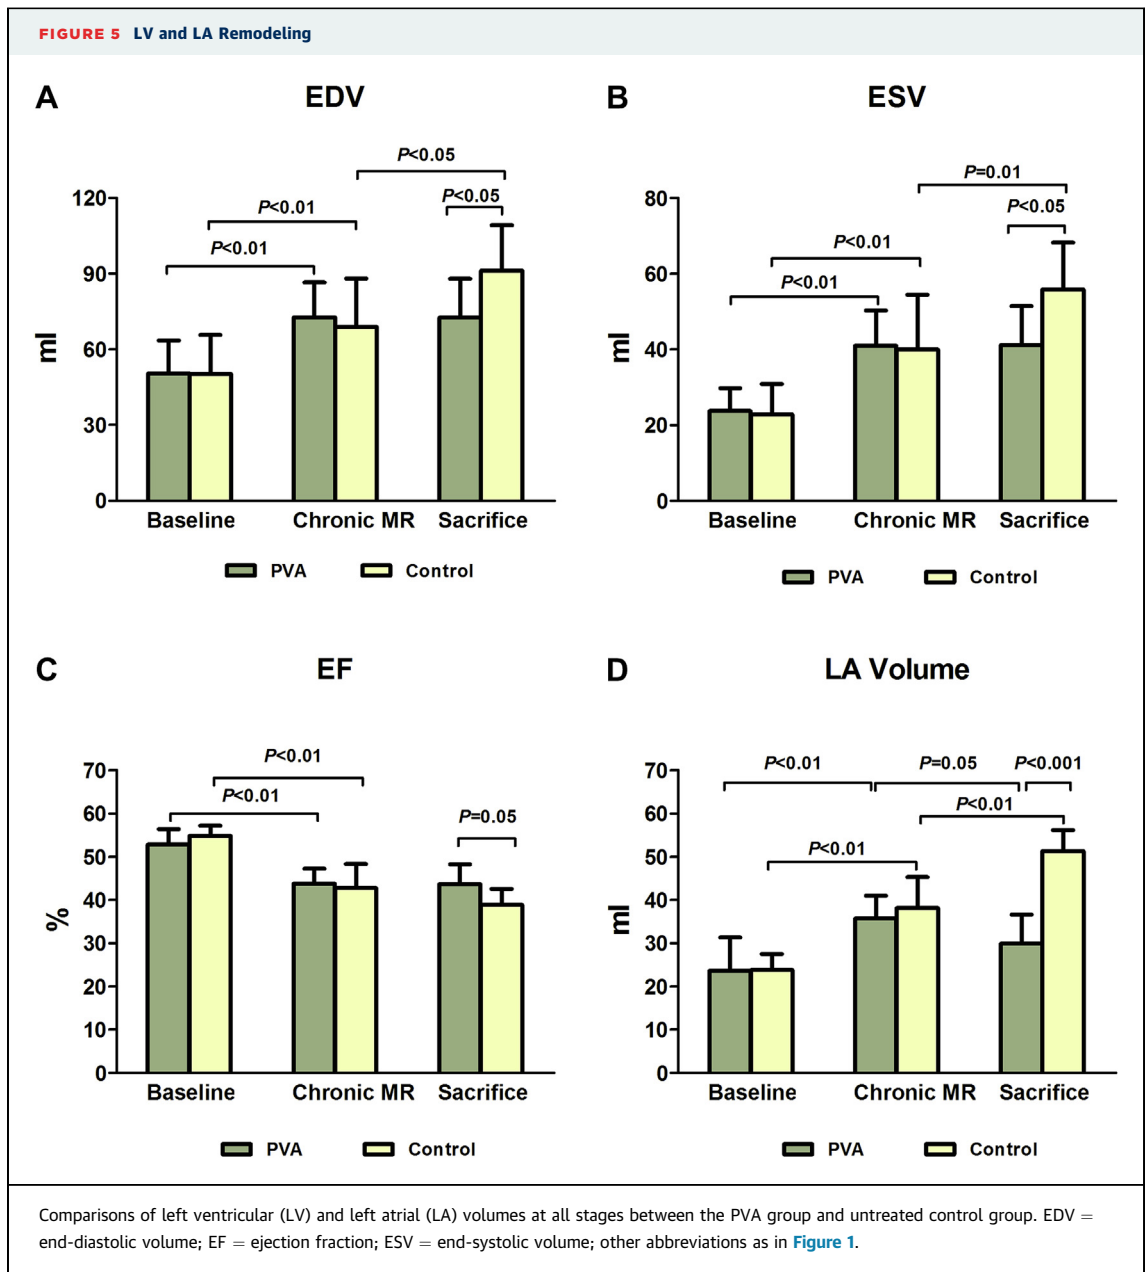 FIGURE 5 LV and LA Remodeling
A
EDV
P<0.05
P<0.05
P<0.01
P<0.01
120
90
60
30
0
ml
Baseline
Chronic MR
Sacrifice
PVA
Control
B
ESV
P=0.01
P<0.05
P<0.01
P<0.01
80
60
40
20
0
ml
Baseline
Chronic MR
Sacrifice
PVA
Control
C
EF
P<0.01
P<0.01
P=0.05
70
60
50
40
30
20
10
0
%
Baseline
Chronic MR
Sacrifice
PVA
Control
D
LA Volume
P<0.01
P=0.05
P<0.001
P<0.01
P<0.01
70
60
50
40
30
20
10
0
ml
Baseline
Chronic MR
Sacrifice
PVA
Control
Comparisons of left ventricular (LV) and left atrial (LA) volumes at all stages between the PVA group and untreated control group. EDV =
end-diastolic volume; EF = ejection fraction; ESV = end-systolic volume; other abbreviations as in Figure 1.